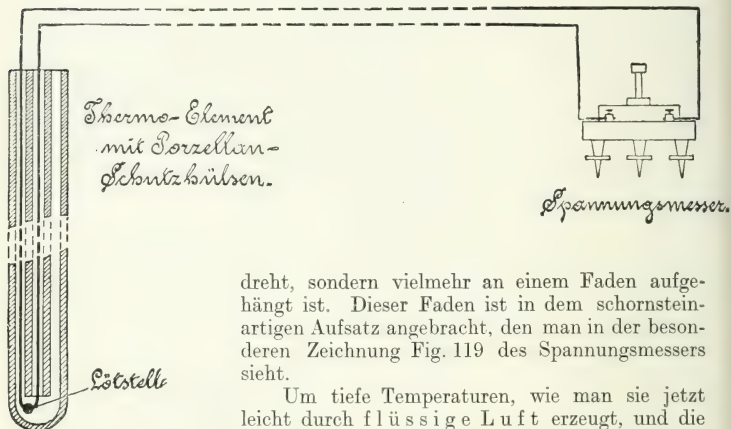 Thermo-Element
mit Porzellan-
Schutzhülsen.
Spannungsmesser.
Lötstelle
dreht, sondern vielmehr an einem Faden aufge-
hängt ist. Dieser Faden ist in dem schornstein-
artigen Aufsatz angebracht, den man in der beson-
deren Zeichnung Fig. 119 des Spannungsmessers
sieht.
Um tiefe Temperaturen, wie man sie jetzt
leicht durch flüssige Luft erzeugt, und die